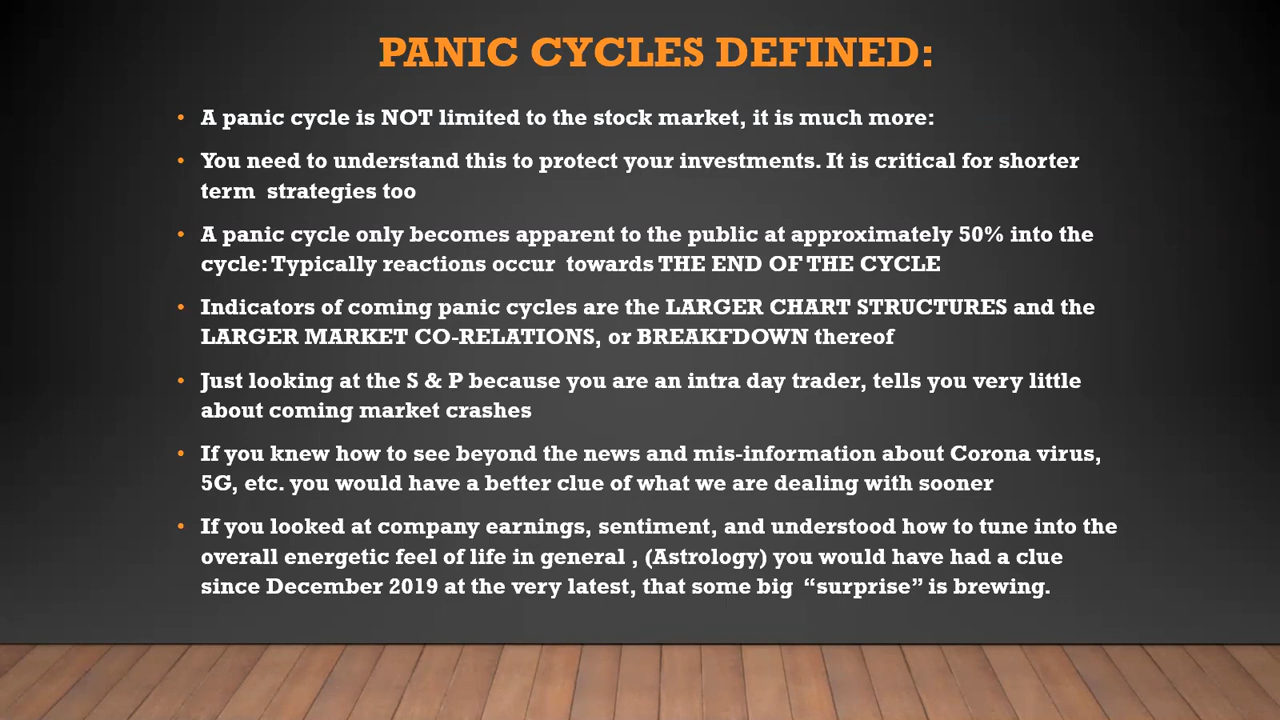 PANIC CYCLES DEFINED:
• A panic cycle is NOT limited to the stock market, it is much more:
• You need to understand this to protect your investments. It is critical for shorter
term  strategies too
• A panic cycle only becomes apparent to the public at approximately 50% into the
cycle: Typically reactions occur  towards THE END OF THE CYCLE
• Indicators of coming panic cycles are the LARGER CHART STRUCTURES and the
LARGER MARKET CO-RELATIONS, or BREAKFDOWN thereof
• Just looking at the S & P because you are an intra day trader, tells you very little
about coming market crashes
• If you knew how to see beyond the news and mis-information about Corona virus,
5G, etc. you would have a better clue of what we are dealing with sooner
• If you looked at company earnings, sentiment, and understood how to tune into the
overall energetic feel of life in general , (Astrology) you would have had a clue
since December 2019 at the very latest, that some big  “surprise” is brewing.